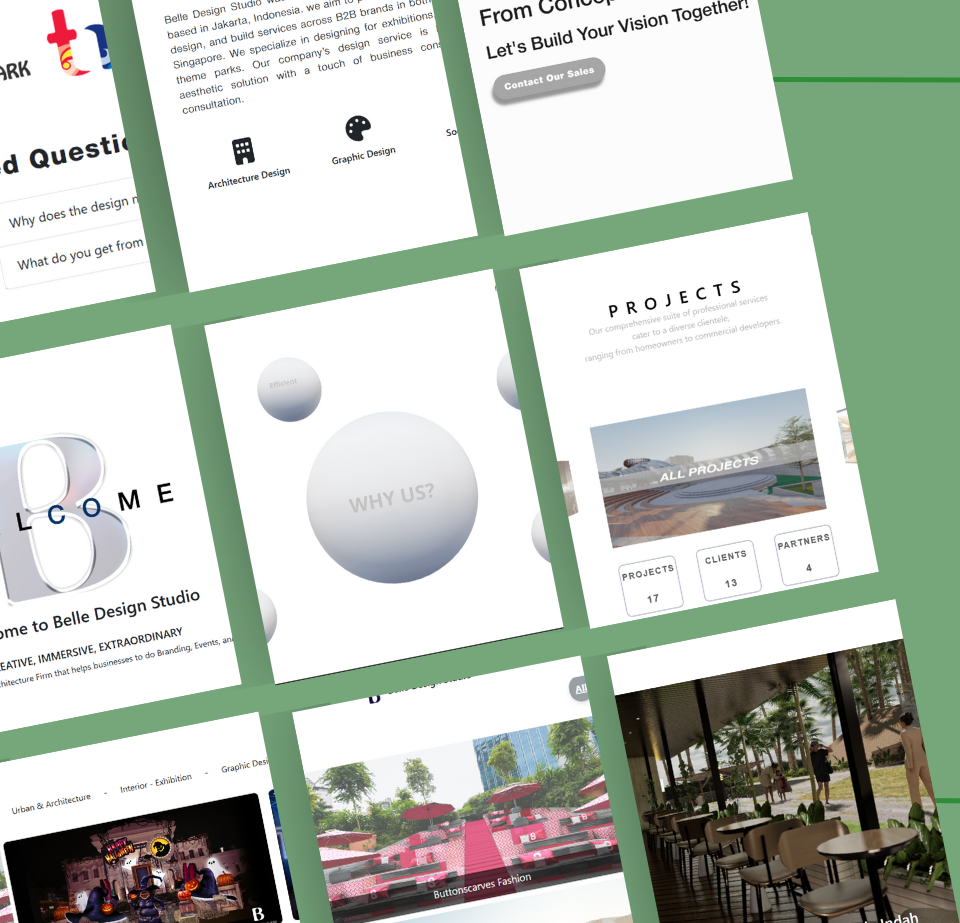 ARK
ed Questio
Why does the design
What do you get from
Belle Design Studio
based in Jakarta, Indonesia. we aim to
design, and build services across B2B brands in both
Singapore. We specialize in designing for exhibitions,
theme parks. Our company's design service is
aesthetic solution with a touch of business
consultation.
Architecture Design
Graphic Design
So
From Concep
Let's Build Your Vision Together!
Contact Our Sales
L C O M E
ome to Belle Design Studio
EATIVE, IMMERSIVE, EXTRAORDINARY
hitecture Firm that helps businesses to do Branding, Events, an
Efficient
WHY US?
PROJECTS
Our comprehensive suite of professional services
cater to a diverse clientele,
ranging from homeowners to commercial developers.
ALL PROJECTS
PROJECTS
17
CLIENTS
13
PARTNERS
4
Urban & Architecture - Interior - Exhibition - Graphic Desi
B
B
All
Buttonscarves Fashion
Indah